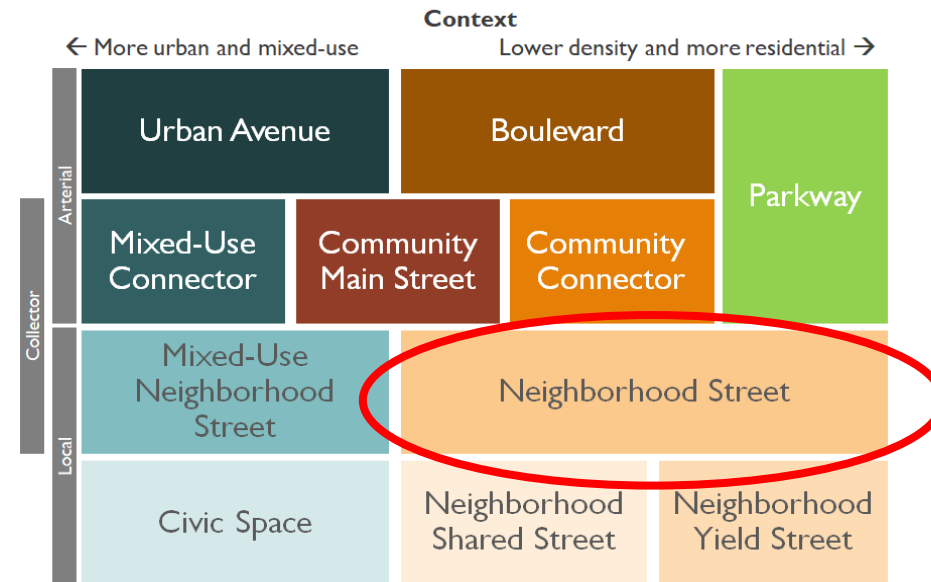 Context
← More urban and mixed-use
Lower density and more residential →
Arterial
Collector
Local
Urban Avenue
Boulevard
Parkway
Mixed-Use
Connector
Community
Main Street
Community
Connector
Mixed-Use
Neighborhood
Street
Neighborhood Street
Civic Space
Neighborhood
Shared Street
Neighborhood
Yield Street